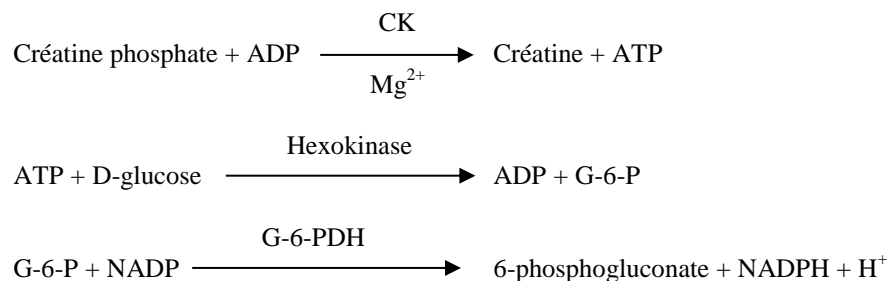 CK
Créatine phosphate + ADP Créatine + ATP
Mg²⁺
Hexokinase
ATP + D-glucose ADP + G-6-P
G-6-PDH
G-6-P + NADP 6-phosphogluconate + NADPH + H⁺